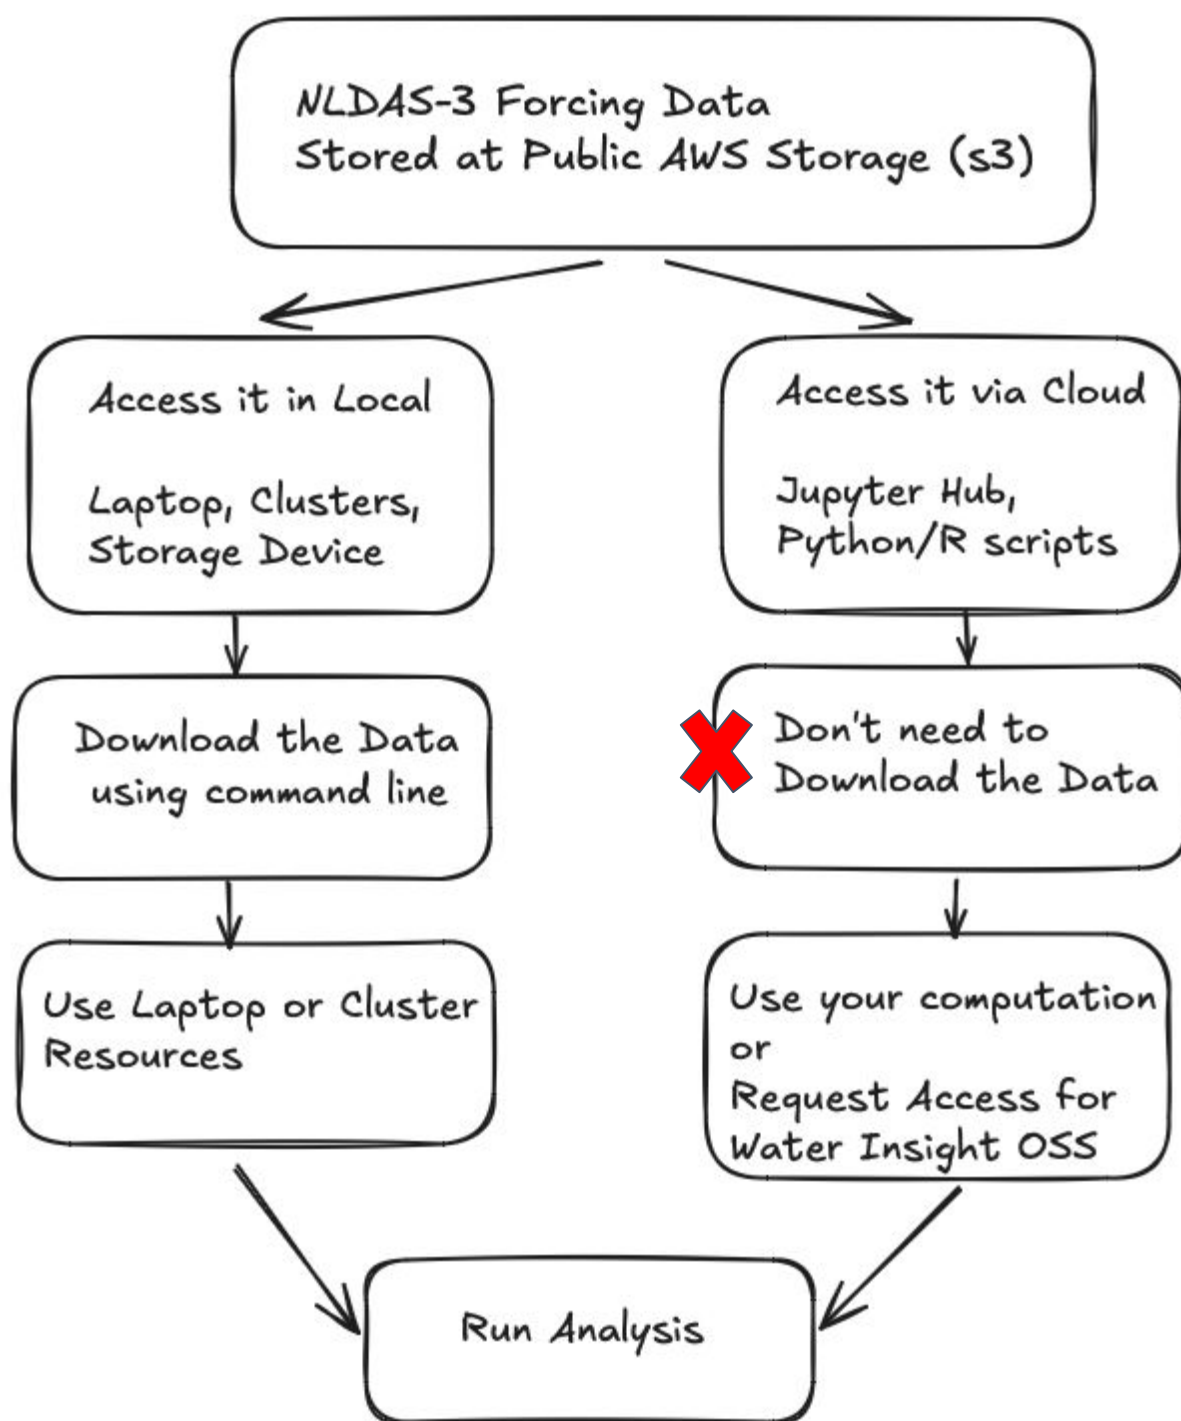 NLDAS-3 Forcing Data
Stored at Public AWS Storage (s3)
Access it in Local
Laptop, Clusters,
Storage Device
Access it via Cloud
Jupyter Hub,
Python/R scripts
Download the Data
using command line
Don't need to
Download the Data
Use Laptop or Cluster
Resources
Use your computation
or
Request Access for
Water Insight OSS
Run Analysis